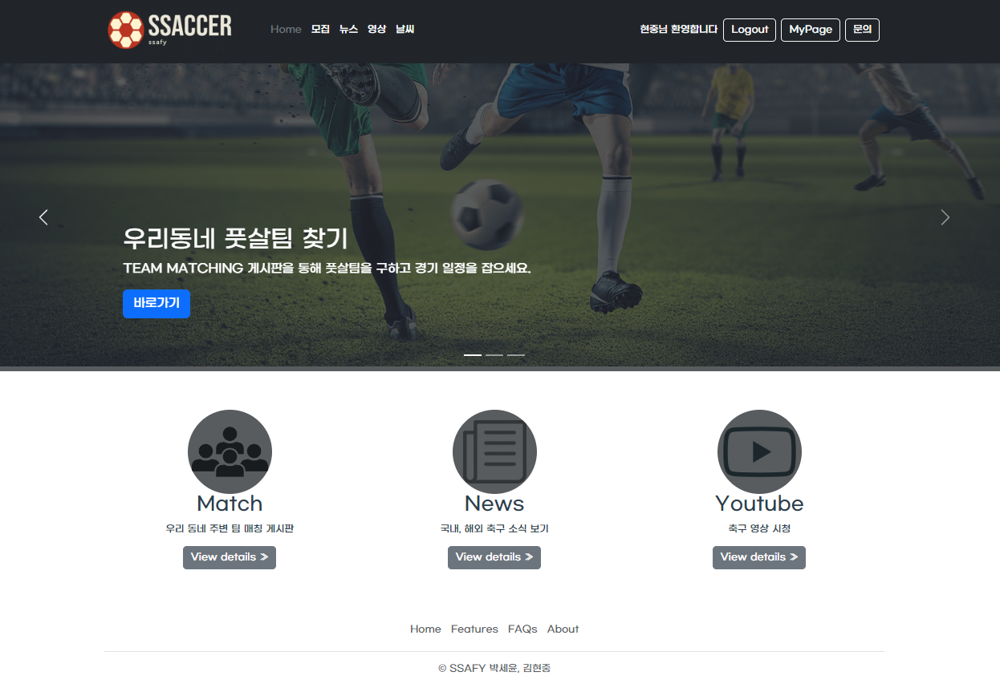 SSACCER
ssafy
Home 모집 뉴스 영상 날씨
현중님 환영합니다 Logout MyPage 문의
우리동네 풋살팀 찾기
TEAM MATCHING 게시판을 통해 풋살팀을 구하고 경기 일정을 잡으세요.
바로가기
Match News Youtube
우리 동네 주변 팀 매칭 게시판 국내, 해외 축구 소식 보기 축구 영상 시청
View details » View details » View details »
Home Features FAQs About
© SSAFY 박세윤, 김현중